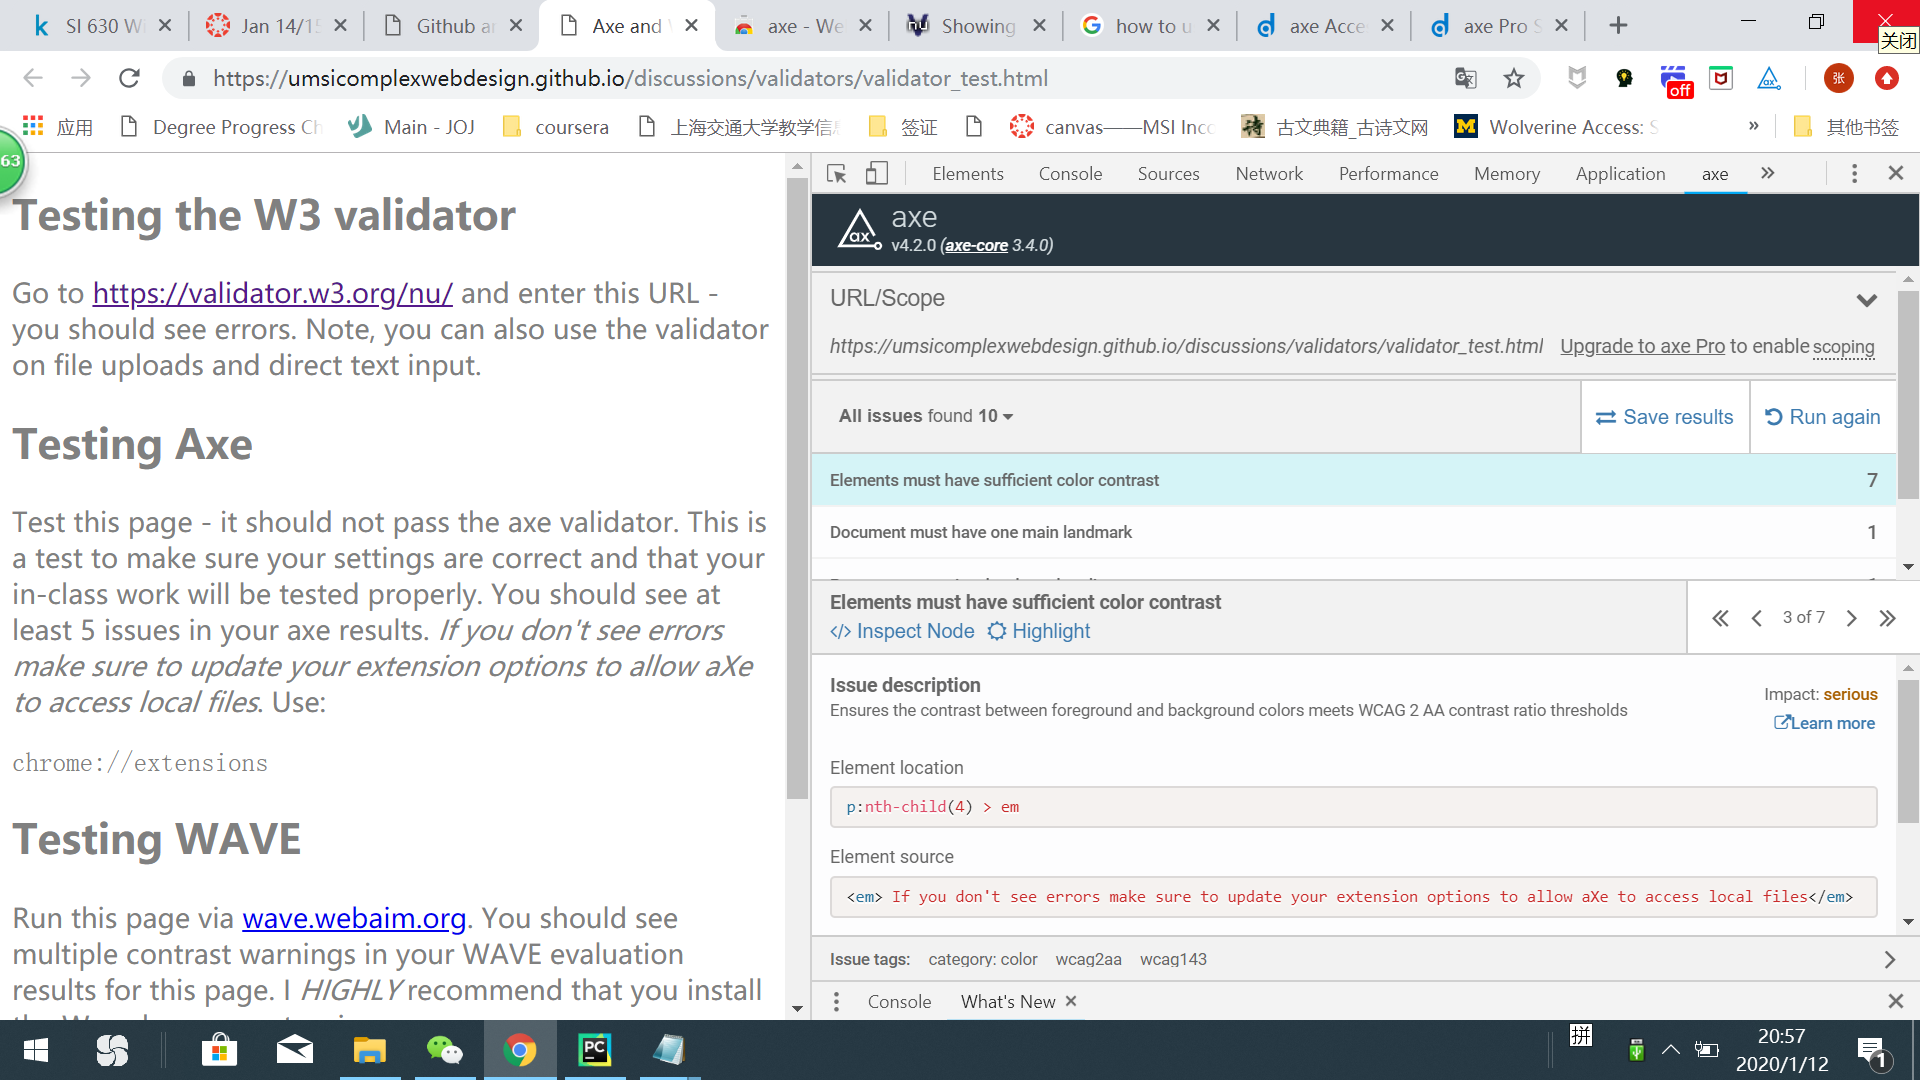 SI 630 Wi
Jan 14/1
Github a
Axe and
axe - We
Showing
how to u
axe Acce
axe Pro S
关闭
https://umsicomplexwebdesign.github.io/discussions/validators/validator_test.html
off
张
应用
Degree Progress Ch
Main - JOJ
coursera
上海交通大学教学信
签证
canvas——MSI Inco
古文典籍_古诗文网
Wolverine Access: S
»
其他书签
63
Testing the W3 validator
Go to https://validator.w3.org/nu/ and enter this URL -
you should see errors. Note, you can also use the validator
on file uploads and direct text input.
Testing Axe
Test this page - it should not pass the axe validator. This is
a test to make sure your settings are correct and that your
in-class work will be tested properly. You should see at
least 5 issues in your axe results. If you don't see errors
make sure to update your extension options to allow aXe
to access local files. Use:
chrome://extensions
Testing WAVE
Run this page via wave.webaim.org. You should see
multiple contrast warnings in your WAVE evaluation
results for this page. I HIGHLY recommend that you install
Elements Console Sources Network Performance Memory Application axe »
axe
v4.2.0 (axe-core 3.4.0)
URL/Scope
https://umsicomplexwebdesign.github.io/discussions/validators/validator_test.html Upgrade to axe Pro to enable scoping
All issues found 10 Save results Run again
Elements must have sufficient color contrast 7
Document must have one main landmark 1
Elements must have sufficient color contrast
</> Inspect Node Highlight
3 of 7
Issue description
Impact: serious
Ensures the contrast between foreground and background colors meets WCAG 2 AA contrast ratio thresholds
Learn more
Element location
p:nth-child(4) > em
Element source
<em> If you don't see errors make sure to update your extension options to allow aXe to access local files</em>
Issue tags: category: color wcag2aa wcag143
Console What's New
拼
20:57
2020/1/12
1